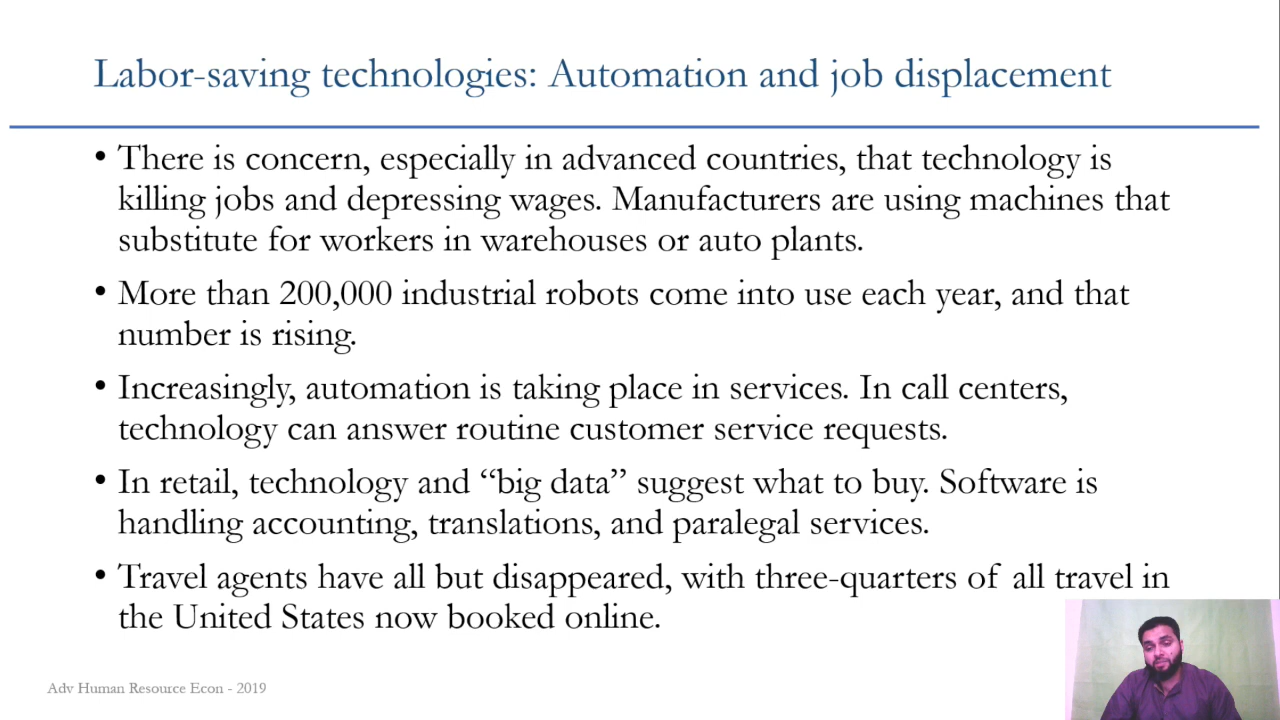 Labor-saving technologies: Automation and job displacement
• There is concern, especially in advanced countries, that technology is
killing jobs and depressing wages. Manufacturers are using machines that
substitute for workers in warehouses or auto plants.
• More than 200,000 industrial robots come into use each year, and that
number is rising.
• Increasingly, automation is taking place in services. In call centers,
technology can answer routine customer service requests.
• In retail, technology and “big data” suggest what to buy. Software is
handling accounting, translations, and paralegal services.
• Travel agents have all but disappeared, with three-quarters of all travel in
the United States now booked online.
Adv Human Resource Econ - 2019